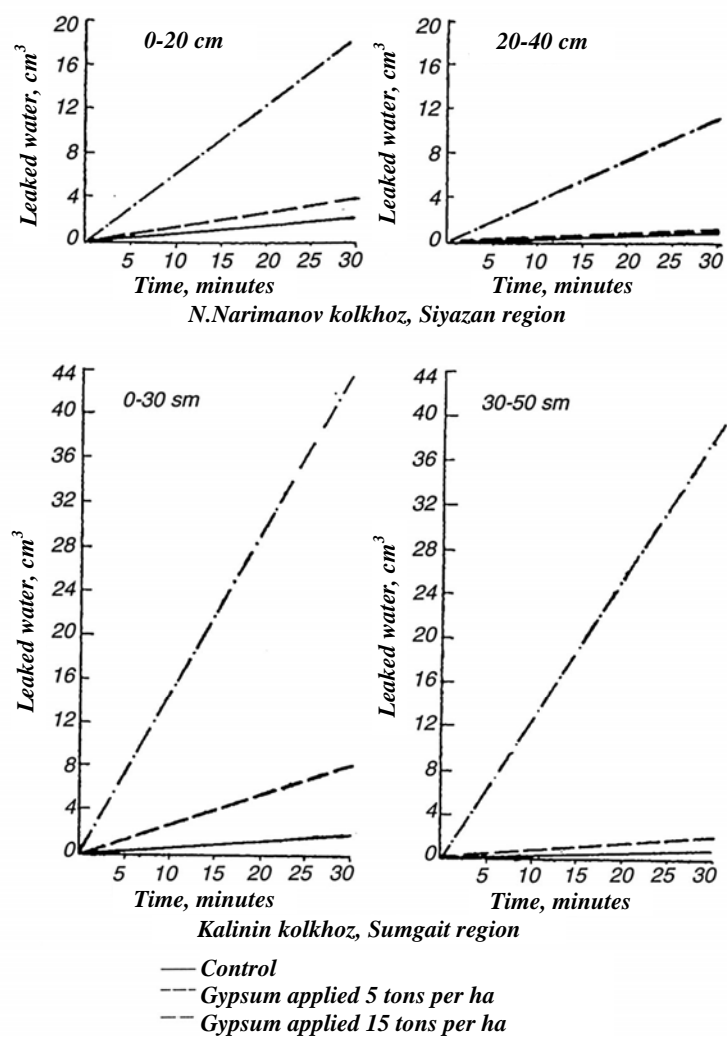 0-20 cm
20
16
12
8
4
0
5 10 15 20 25 30
Leaked water, cm³
Time, minutes
20-40 cm
20
16
12
8
4
0
5 10 15 20 25 30
Leaked water, cm³
Time, minutes
N.Narimanov kolkhoz, Siyazan region
0-30 sm
44
40
36
32
28
24
20
16
12
8
4
0
5 10 15 20 25 30
Leaked water, cm³
Time, minutes
30-50 sm
44
40
36
32
28
24
20
16
12
8
4
0
5 10 15 20 25 30
Leaked water, cm³
Time, minutes
Kalinin kolkhoz, Sumgait region
Control
Gypsum applied 5 tons per ha
Gypsum applied 15 tons per ha